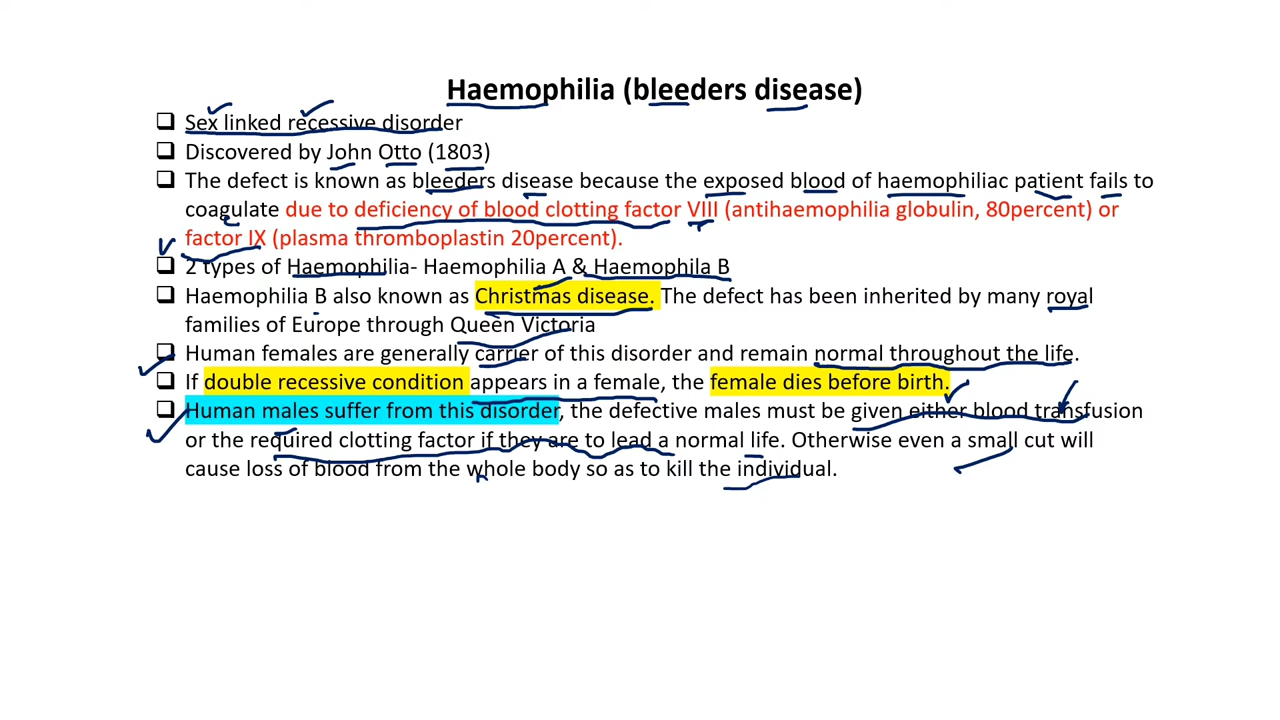 Haemophilia (bleeders disease)
❑ Sex linked recessive disorder
❑ Discovered by John Otto (1803)
❑ The defect is known as bleeders disease because the exposed blood of haemophiliac patient fails to
coagulate due to deficiency of blood clotting factor VIII (antihaemophilia globulin, 80percent) or
factor IX (plasma thromboplastin 20percent).
❑ 2 types of Haemophilia- Haemophilia A & Haemophila B
❑ Haemophilia B also known as Christmas disease. The defect has been inherited by many royal
families of Europe through Queen Victoria
❑ Human females are generally carrier of this disorder and remain normal throughout the life.
❑ If double recessive condition appears in a female, the female dies before birth.
❑ Human males suffer from this disorder, the defective males must be given either blood transfusion
or the required clotting factor if they are to lead a normal life. Otherwise even a small cut will
cause loss of blood from the whole body so as to kill the individual.